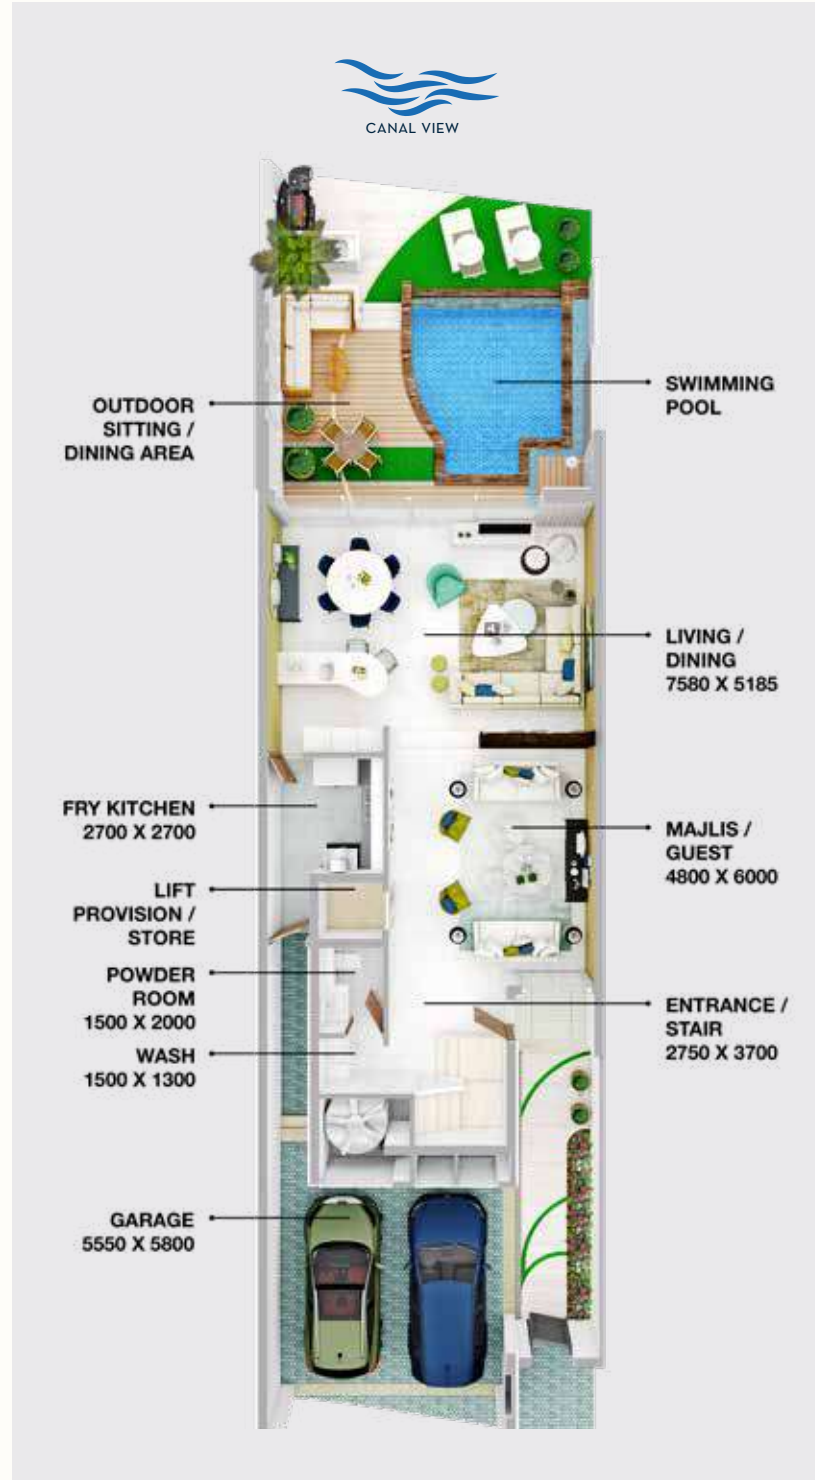 CANAL VIEW
OUTDOOR
SITTING /
DINING AREA
SWIMMING
POOL
LIVING /
DINING
7580 X 5185
FRY KITCHEN
2700 X 2700
MAJLIS /
GUEST
4800 X 6000
LIFT
PROVISION /
STORE
POWDER
ROOM
1500 X 2000
ENTRANCE /
STAIR
2750 X 3700
WASH
1500 X 1300
GARAGE
5550 X 5800